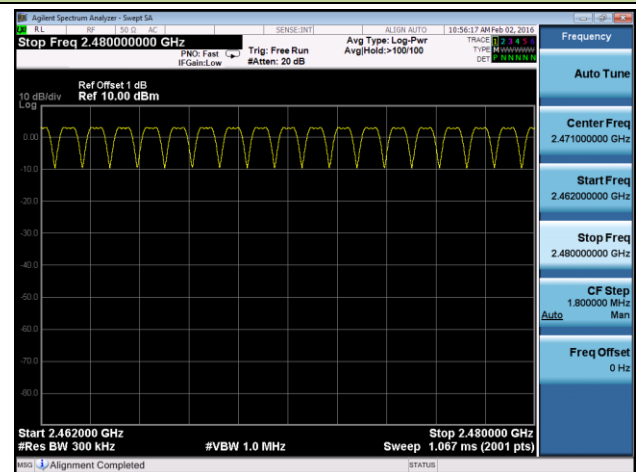 Agilent Spectrum Analyzer - Swept SA
RL RF 50 Ω AC SENSE:INT ALIGN AUTO 10:56:17 AM Feb 02, 2016
Stop Freq 2.480000000 GHz
PNO: Fast
IFGain:Low
Trig: Free Run
#Atten: 20 dB
Avg Type: Log-Pwr
Avg|Hold:>100/100
TRACE 1 2 3 4 5 6
TYPE M W W W W W
DET P N N N N N
Ref Offset 1 dB
10 dB/div Ref 10.00 dBm
Log
0.00
-10.0
-20.0
-30.0
-40.0
-50.0
-60.0
-70.0
-80.0
Start 2.462000 GHz Stop 2.480000 GHz
#Res BW 300 kHz #VBW 1.0 MHz Sweep 1.067 ms (2001 pts)
MSG Alignment Completed STATUS
Frequency
Auto Tune
Center Freq
2.471000000 GHz
Start Freq
2.462000000 GHz
Stop Freq
2.480000000 GHz
CF Step
1.800000 MHz
Auto Man
Freq Offset
0 Hz